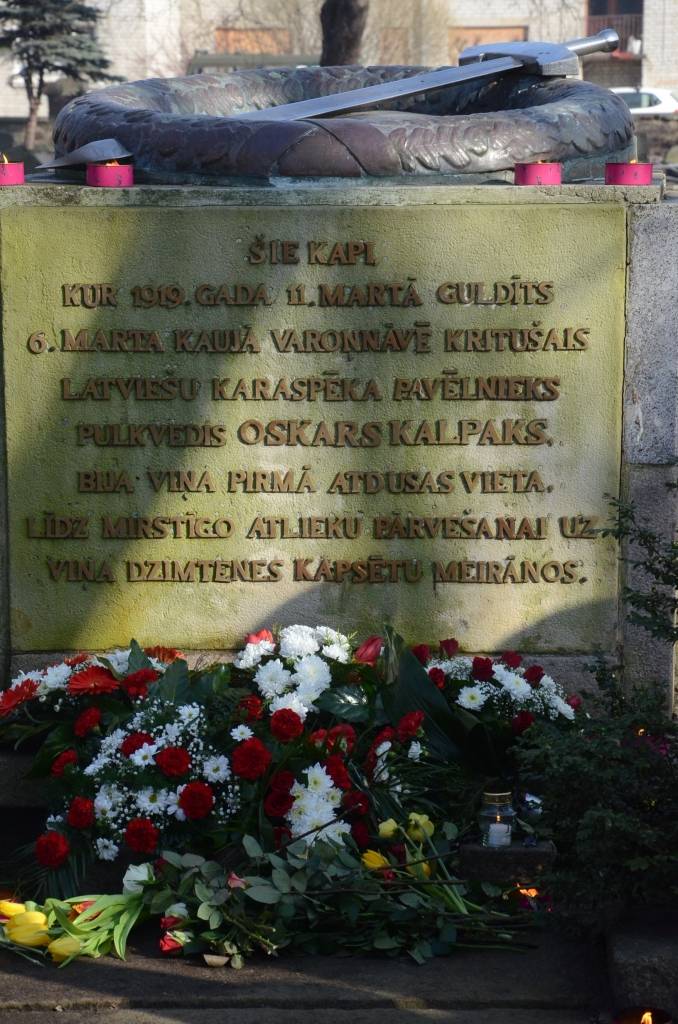 ŠIE KAPI,
KUR 1919. GADA 11. MARTĀ GULDĪTS
6. MARTA KAUJĀ VAROŅNĀVĒ KRITUŠAIS
LATVIEŠU KARASPĒKA PAVĒLNIEKS
PULKVEDIS OSKARS KALPAKS,
BIJA VIŅA PIRMĀ ATDUSAS VIETA,
LĪDZ MIRSTĪGO ATLIEKU PĀRVEŠANAI UZ
VIŅA DZIMTENES KAPSĒTU MEIRĀNOS.